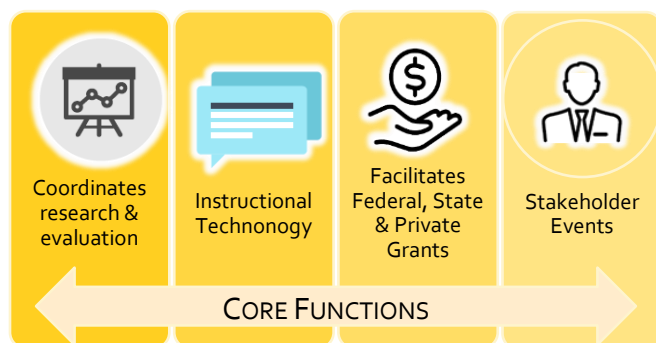 Coordinates
research &
evaluation
Instructional
Technonogy
Facilitates
Federal, State
& Private
Grants
Stakeholder
Events
CORE FUNCTIONS